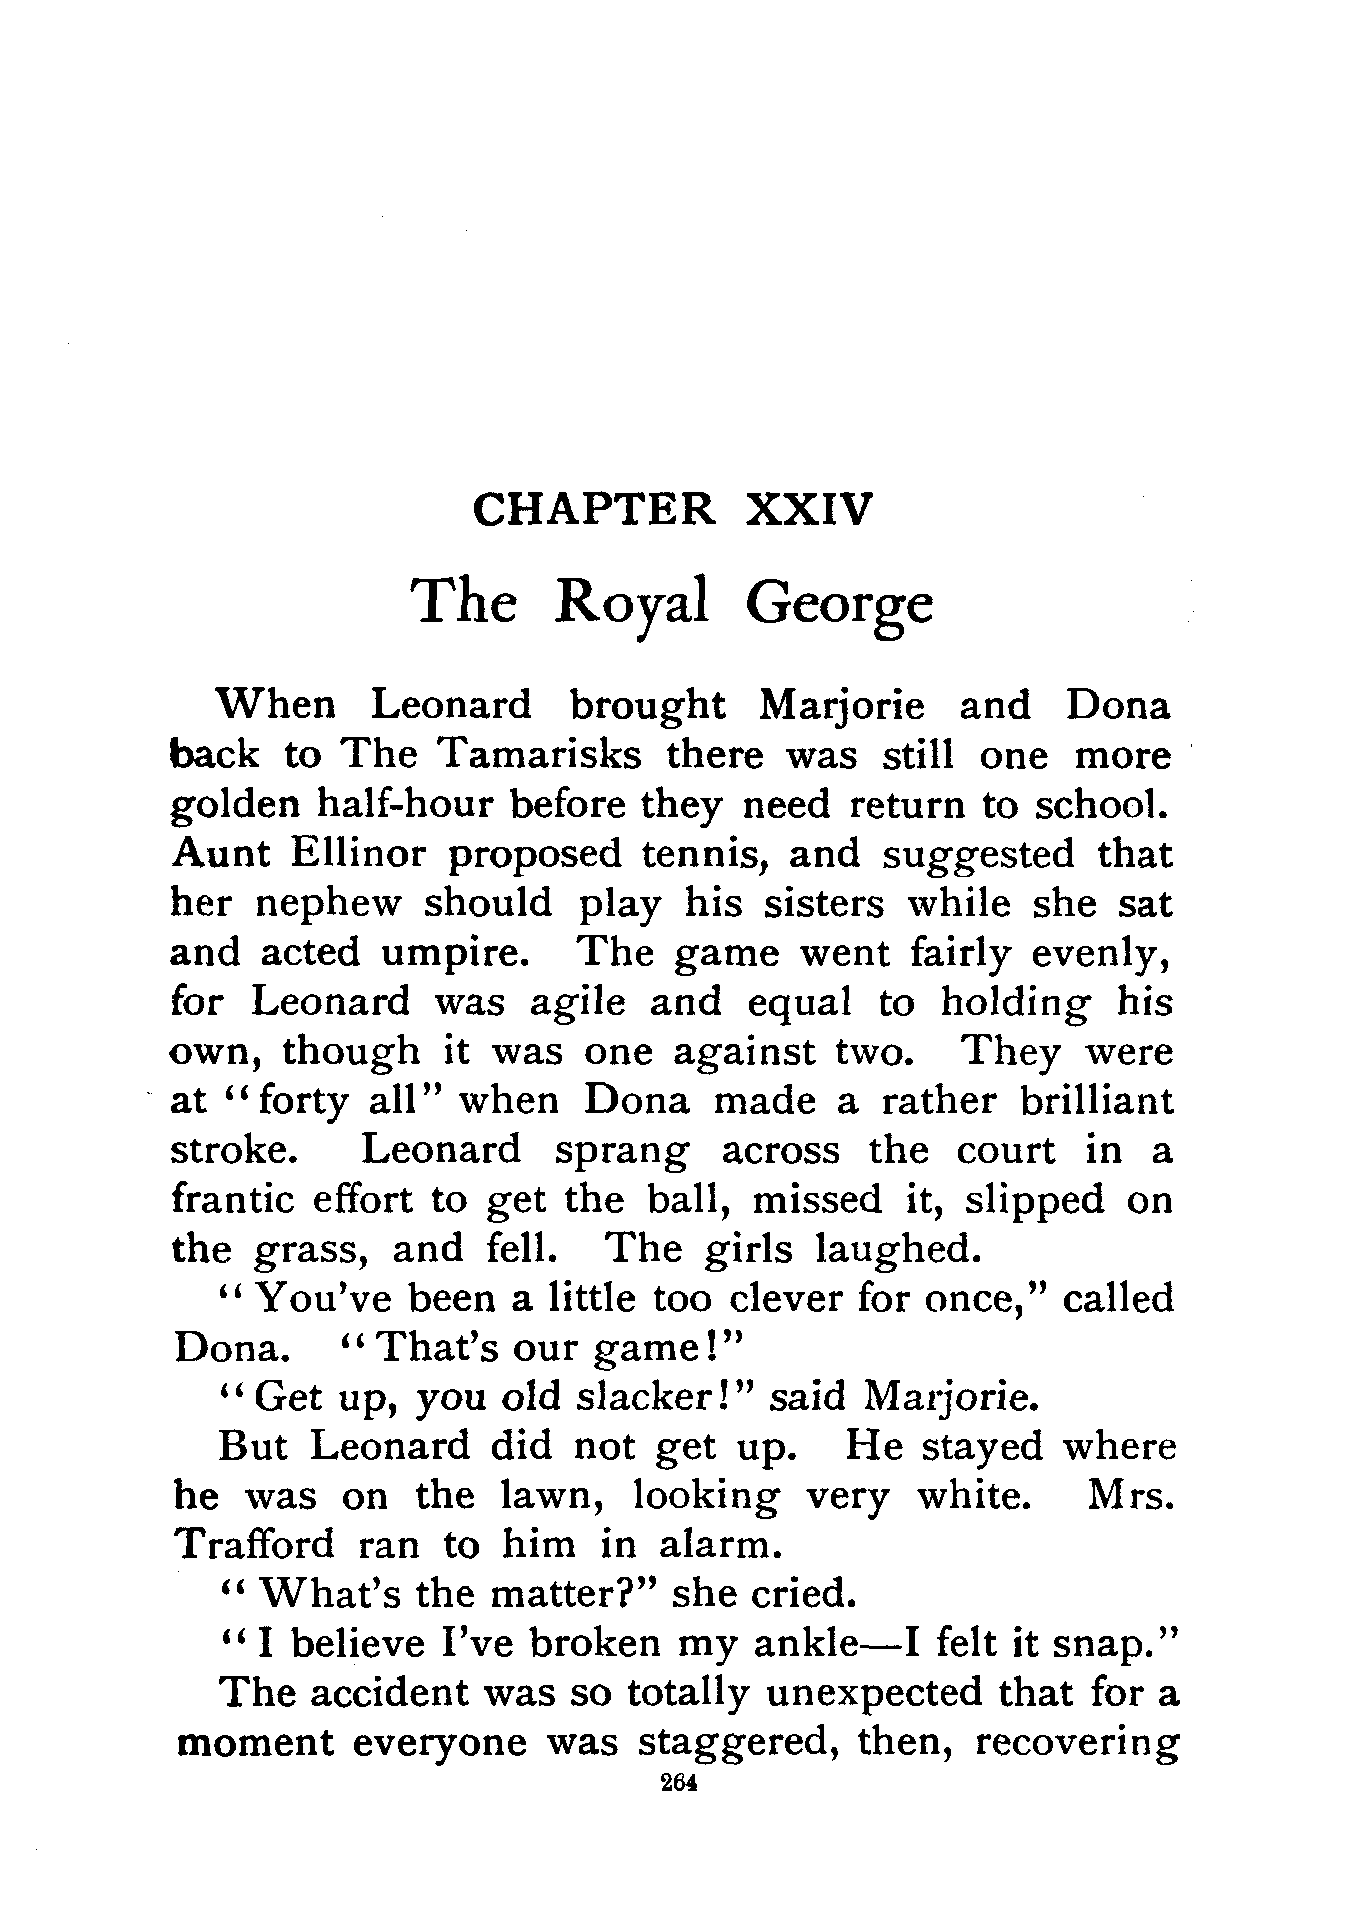 CHAPTER XXIV
The Royal George
When Leonard brought Marjorie and Dona
back to The Tamarisks there was still one more
golden half-hour before they need return to school.
Aunt Ellinor proposed tennis, and suggested that
her nephew should play his sisters while she sat
and acted umpire. The game went fairly evenly,
for Leonard was agile and equal to holding his
own, though it was one against two. They were
at "forty all" when Dona made a rather brilliant
stroke. Leonard sprang across the court in a
frantic effort to get the ball, missed it, slipped on
the grass, and fell. The girls laughed.
"You've been a little too clever for once," called
Dona. "That's our game!"
"Get up, you old slacker!" said Marjorie.
But Leonard did not get up. He stayed where
he was on the lawn, looking very white. Mrs.
Trafford ran to him in alarm.
"What's the matter?" she cried.
"I believe I've broken my ankle—I felt it snap."
The accident was so totally unexpected that for a
moment everyone was staggered, then, recovering
264